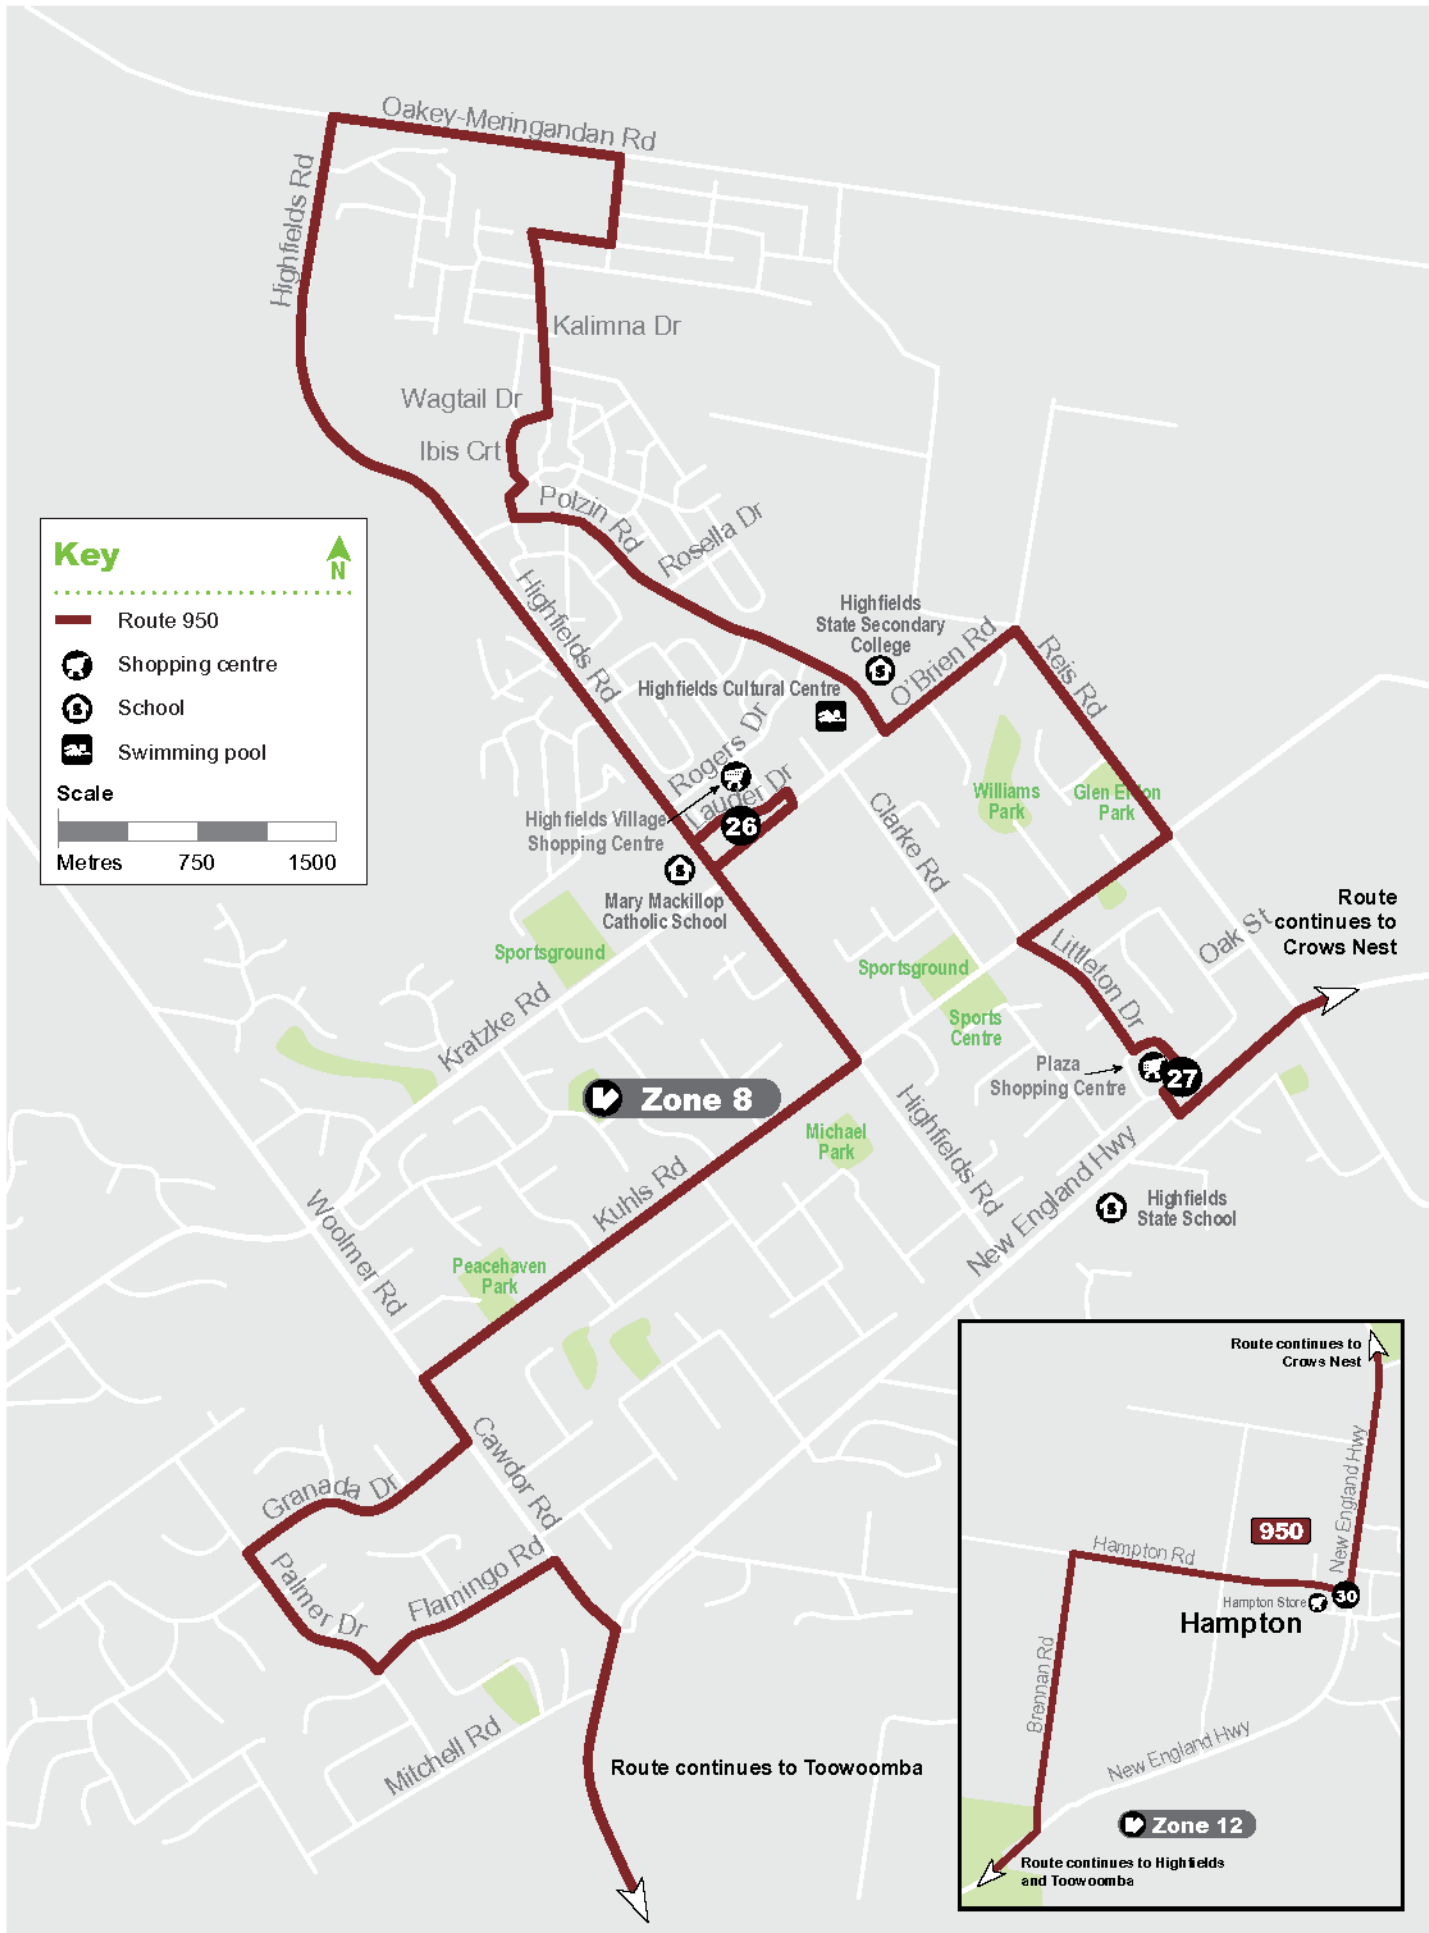 Oakey-Meringandan Rd
Highfields Rd
Kalimna Dr
Wagtail Dr
Ibis Crt
Polzin Rd
Rosella Dr
Key
N
Route 950
Shopping centre
School
Swimming pool
Scale
Metres 750 1500
Highfields Rd
Highfields
State Secondary
College
O'Brien Rd
Reis Rd
Highfields Cultural Centre
Rogers Dr
Lauder Dr
26
Highfields Village
Shopping Centre
Williams
Park
Glen Erlon
Park
Clarke Rd
Mary Mackillop
Catholic School
Sportsground
Kratzke Rd
Sportsground
Sports
Centre
Littleton Dr
Oak St
Route
continues to
Crows Nest
Plaza
Shopping Centre
27
Zone 8
Michael
Park
Highfields Rd
New England Hwy
Highfields
State School
Kuhls Rd
Woolmer Rd
Peacehaven
Park
Cawdor Rd
Granada Dr
Palmer Dr
Flamingo Rd
Mitchell Rd
Route continues to Toowoomba
Route continues to
Crows Nest
New England Hwy
950
Hampton Rd
Hampton Store
30
Hampton
Brennan Rd
New England Hwy
Zone 12
Route continues to Highfields
and Toowoomba